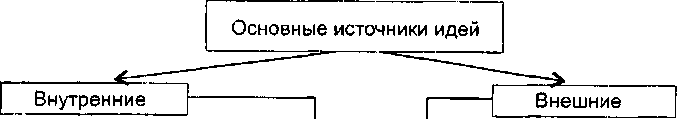 Основные источники идей
Внутренние
Внешние